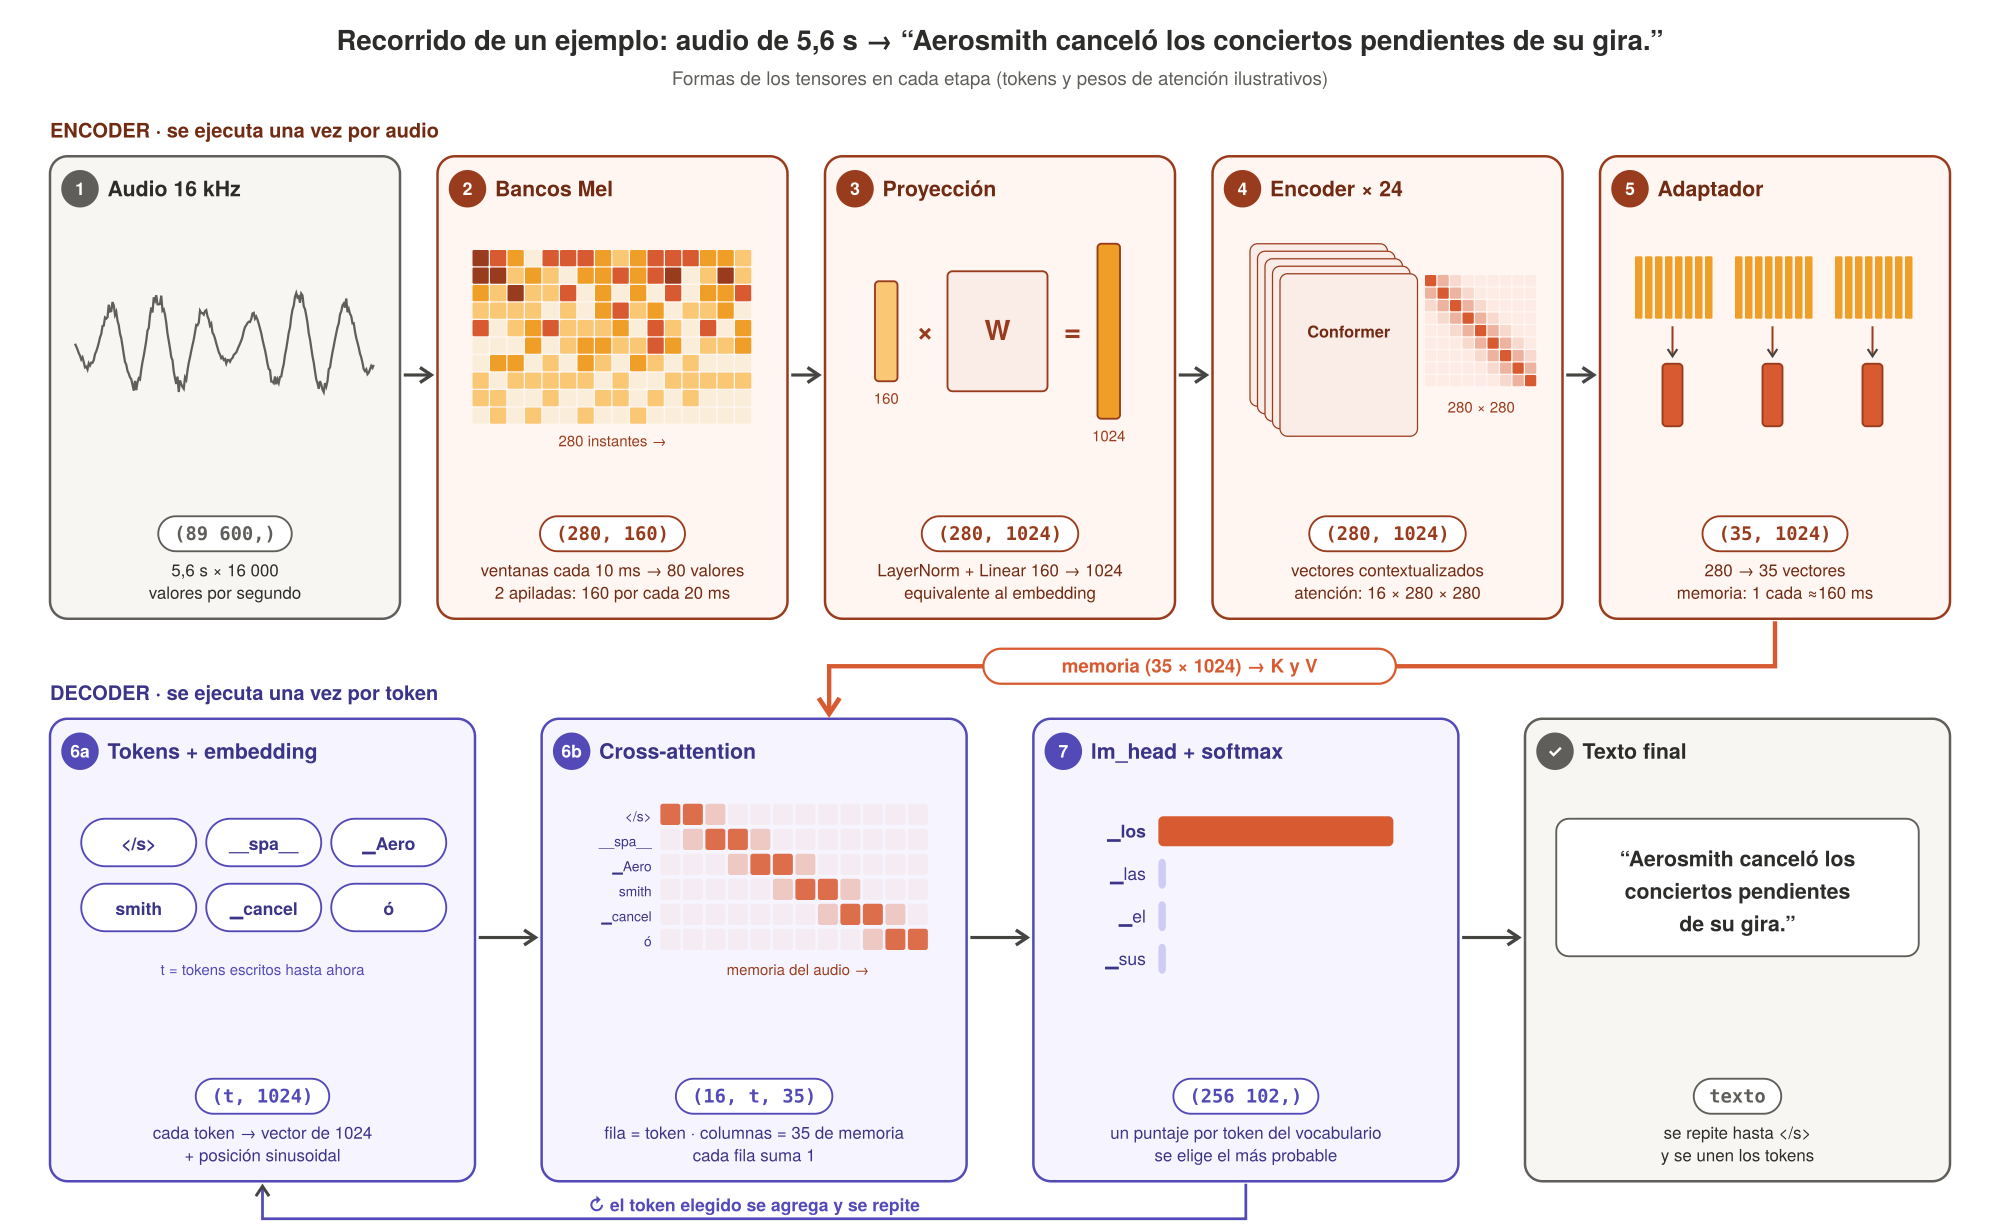 Recorrido de un ejemplo: audio de 5,6 s → “Aerosmith canceló los conciertos pendientes de su gira.”
Formas de los tensores en cada etapa (tokens y pesos de atención ilustrativos)
ENCODER · se ejecuta una vez por audio
1 Audio 16 kHz
(89 600,)
5,6 s × 16 000
valores por segundo
2 Bancos Mel
280 instantes →
(280, 160)
ventanas cada 10 ms → 80 valores
2 apiladas: 160 por cada 20 ms
3 Proyección
160
×
W
=
1024
(280, 1024)
LayerNorm + Linear 160 → 1024
equivalente al embedding
4 Encoder × 24
Conformer
280 × 280
(280, 1024)
vectores contextualizados
atención: 16 × 280 × 280
5 Adaptador
(35, 1024)
280 → 35 vectores
memoria: 1 cada ≈160 ms
memoria (35 × 1024) → K y V
DECODER · se ejecuta una vez por token
6a Tokens + embedding
</s> __spa__ ▁Aero
smith ▁cancel ó
t = tokens escritos hasta ahora
(t, 1024)
cada token → vector de 1024
+ posición sinusoidal
6b Cross-attention
</s>
__spa__
▁Aero
smith
▁cancel
ó
memoria del audio →
(16, t, 35)
fila = token · columnas = 35 de memoria
cada fila suma 1
7 lm_head + softmax
▁los
▁las
▁el
▁sus
(256 102,)
un puntaje por token del vocabulario
se elige el más probable
✓ Texto final
“Aerosmith canceló los
conciertos pendientes
de su gira.”
texto
se repite hasta </s>
y se unen los tokens
↻ el token elegido se agrega y se repite